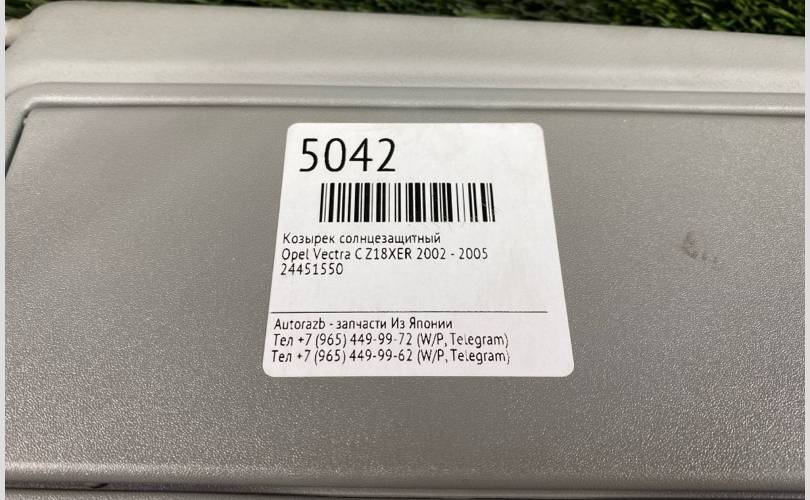 5042
Козырек солнцезащитный
Opel Vectra C Z18XER 2002 - 2005
24451550
Autorazb - запчасти Из Японии
Тел +7 (965) 449-99-72 (W/P, Telegram)
Тел +7 (965) 449-99-62 (W/P, Telegram)